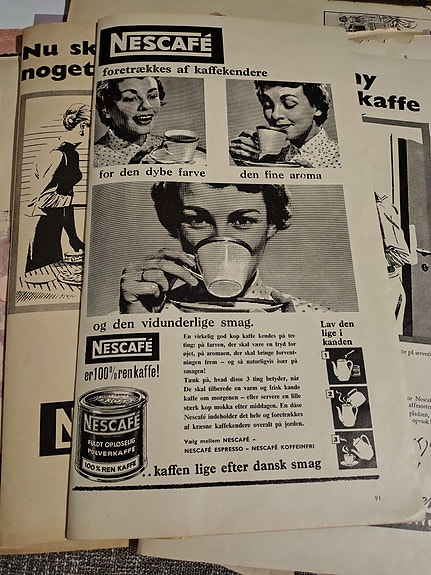 Nu sk
noget
NESCAFÉ
foretrækkes af kaffekendere
for den dybe farve
den fine aroma
og den vidunderlige smag.
NESCAFÉ
er 100% ren kaffe!
NESCAFÉ
FULDT OPLØSELIG
PULVERKAFFE
100% REN KAFFE
En virkelig god kop kaffe kendes på tre
ting: på farven, der skal være en fryd for
øjet, på aromaen, der skal bringe forvent-
ningen frem - og så naturligvis især på
smagen!
Tænk på, hvad disse 3 ting betyder, når
De skal tilberede en varm og frisk kande
kaffe om morgenen - eller servere en lille
stærk kop mokka efter middagen. En dåse
Nescafé indeholder det hele og foretrækkes
af kræsne kaffekendere overalt på jorden.
Vælg mellem NESCAFÉ -
NESCAFÉ ESPRESSO - NESCAFÉ KOFFEINFRI
Lav den
lige i
kanden
1
2
3
..kaffen lige efter dansk smag
91
ny
kaffe